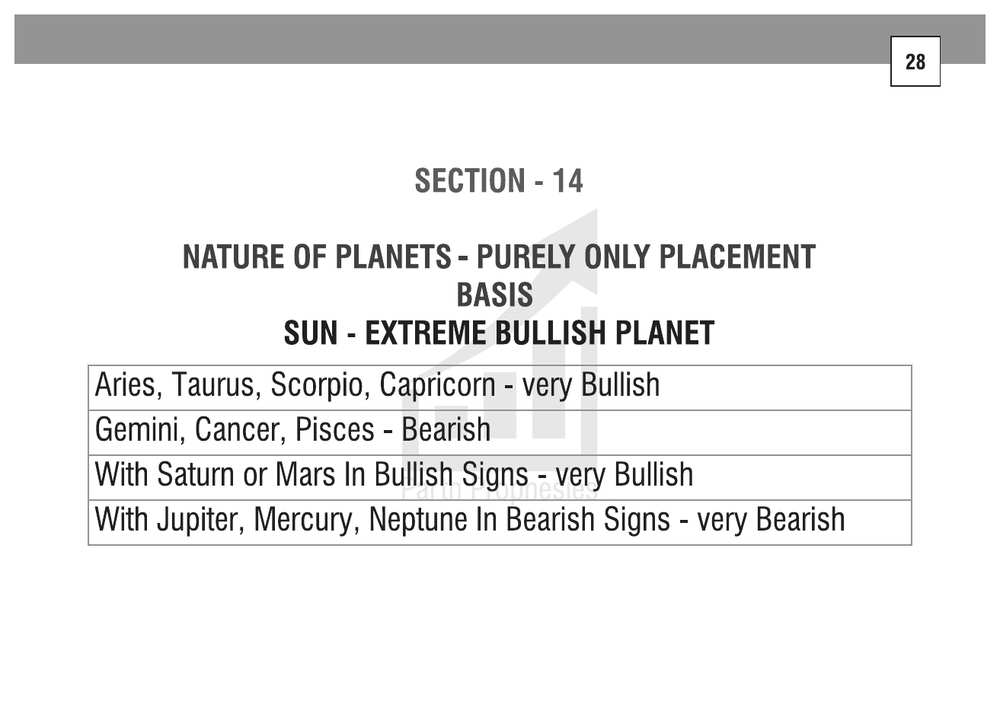 28
SECTION - 14
NATURE OF PLANETS - PURELY ONLY PLACEMENT
BASIS
SUN - EXTREME BULLISH PLANET
Aries, Taurus, Scorpio, Capricorn - very Bullish
Gemini, Cancer, Pisces - Bearish
With Saturn or Mars In Bullish Signs - very Bullish
Parth Prophesies
With Jupiter, Mercury, Neptune In Bearish Signs - very Bearish